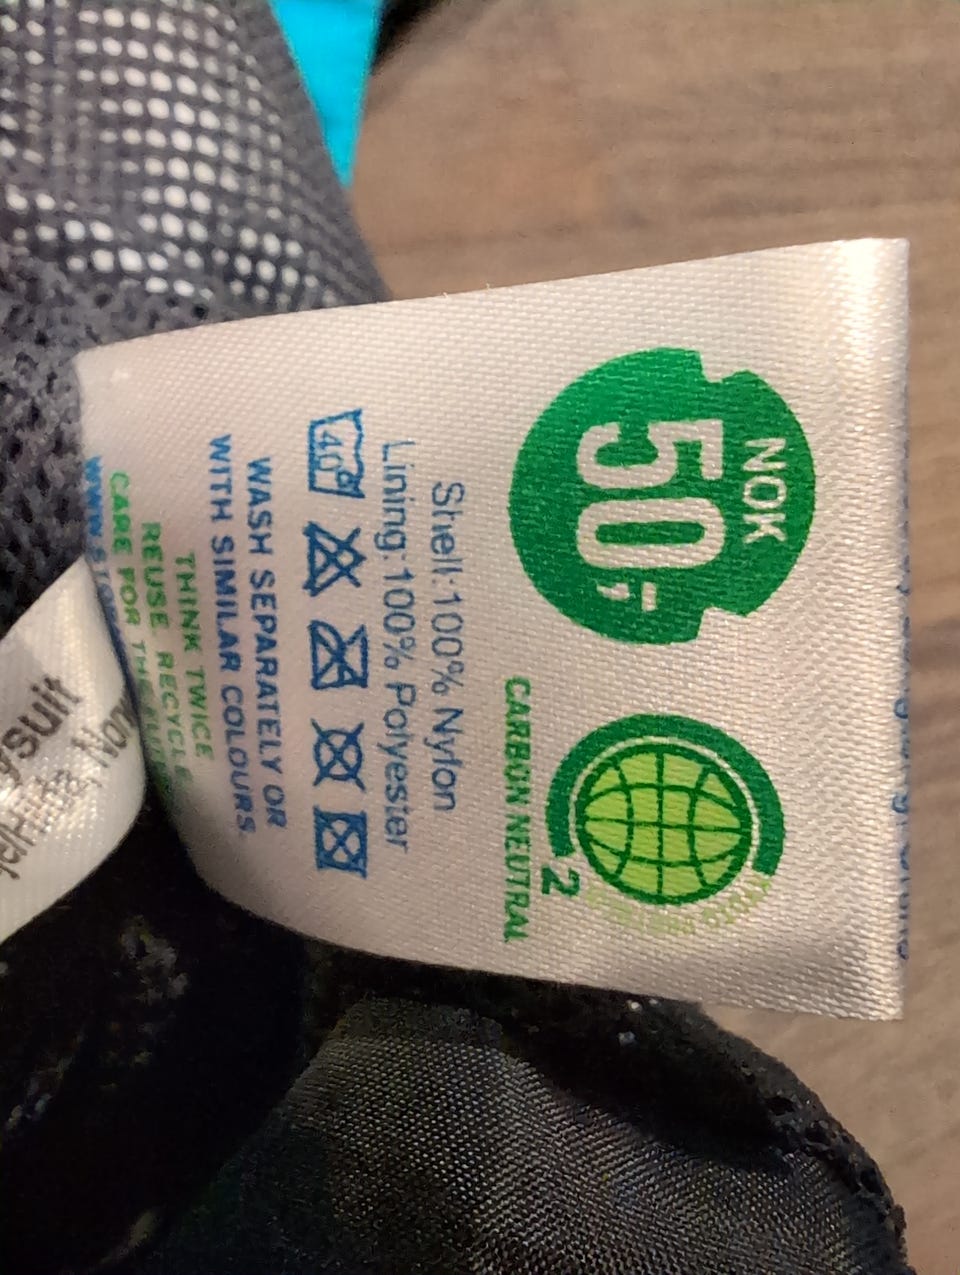 NOK
50,-
CARBON NEUTRAL
2
Shell:100% Nylon
Lining:100% Polyester
40°
WASH SEPARATELY OR
WITH SIMILAR COLOURS.
THINK TWICE
REUSE. RECYCLE
CARE FOR THE